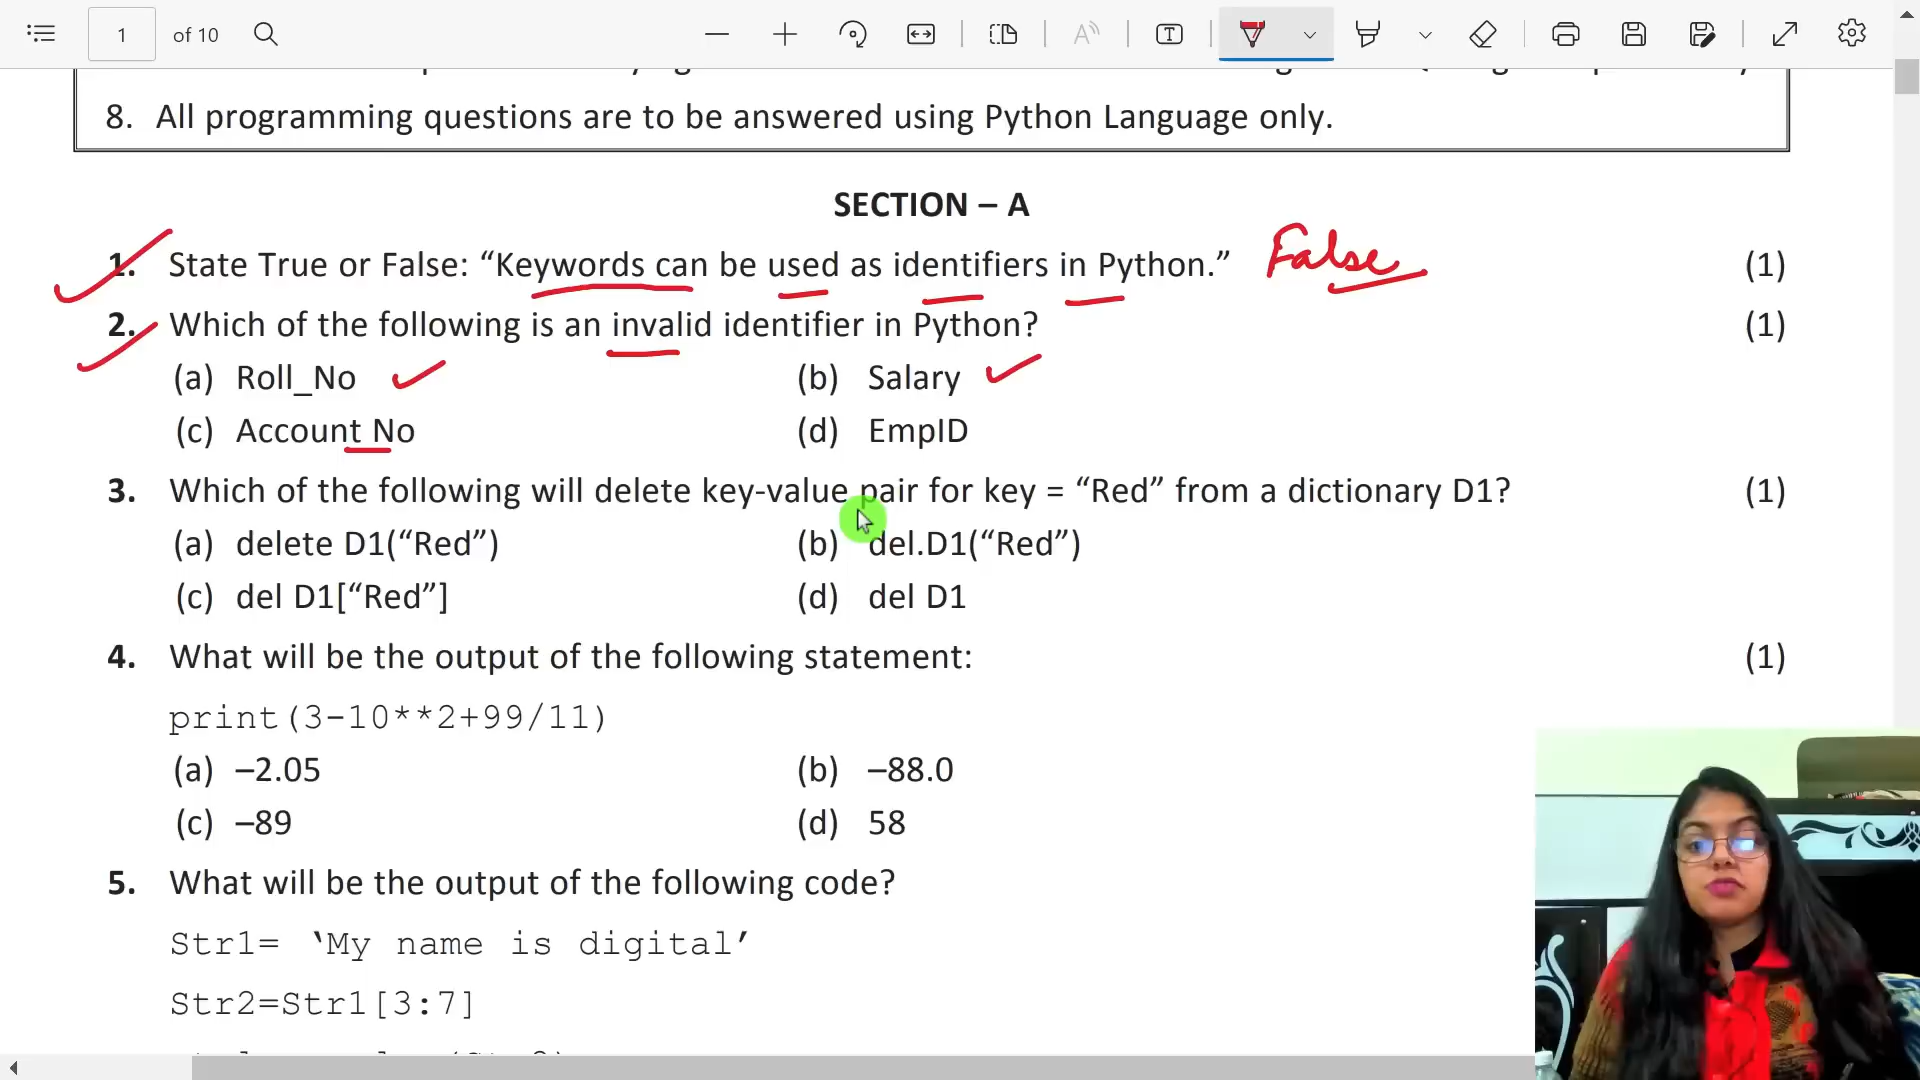 1 of 10
8. All programming questions are to be answered using Python Language only.
SECTION – A
1. State True or False: “Keywords can be used as identifiers in Python.” False (1)
2. Which of the following is an invalid identifier in Python? (1)
(a) Roll_No (b) Salary
(c) Account No (d) EmpID
3. Which of the following will delete key-value pair for key = “Red” from a dictionary D1? (1)
(a) delete D1(“Red”) (b) del.D1(“Red”)
(c) del D1[“Red”] (d) del D1
4. What will be the output of the following statement: (1)
print(3-10**2+99/11)
(a) –2.05 (b) –88.0
(c) –89 (d) 58
5. What will be the output of the following code?
Str1= ‘My name is digital’
Str2=Str1[3:7]